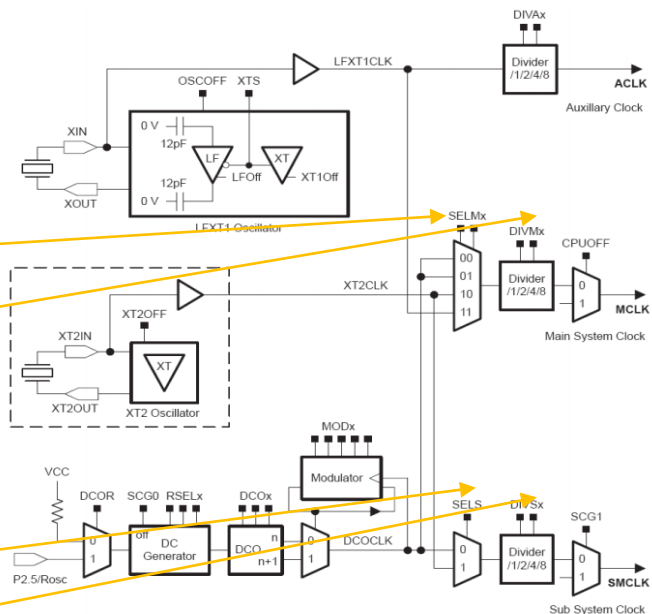 DIVAx
LFXT1CLK
Divider
/1/2/4/8
ACLK
Auxillary Clock
OSCOFF XTS
XIN
0 V
12pF
LF
XT
LFOff
XT1Off
12pF
0 V
XOUT
LFXT1 Oscillator
SELMx
DIVMx
CPUOFF
00
01
10
11
Divider
/1/2/4/8
0
1
MCLK
Main System Clock
XT2CLK
XT2OFF
XT2IN
XT
XT2OUT
XT2 Oscillator
MODx
Modulator
VCC
DCOR
SCG0 RSELx
DCOx
0
1
off
DC
Generator
DCO
n
n+1
0
1
DCOCLK
P2.5/Rosc
SELS
DIVSx
SCG1
0
1
Divider
/1/2/4/8
0
1
SMCLK
Sub System Clock